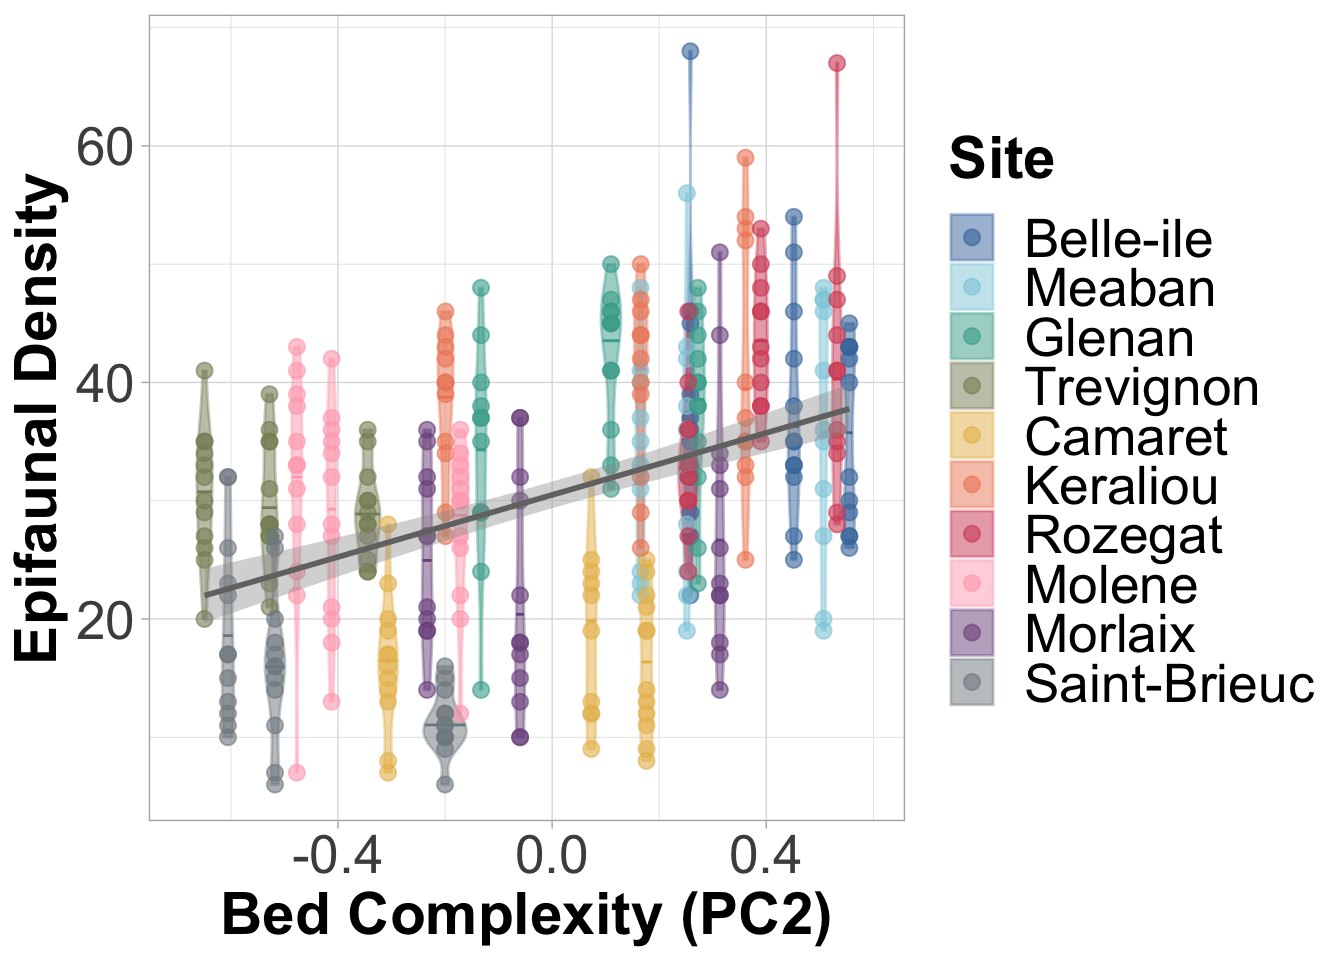 Epifaunal Density
60
40
20
-0.4
0.0
0.4
Bed Complexity (PC2)
Site
Belle-ile
Meaban
Glenan
Trevignon
Camaret
Keraliou
Rozegat
Molene
Morlaix
Saint-Brieuc